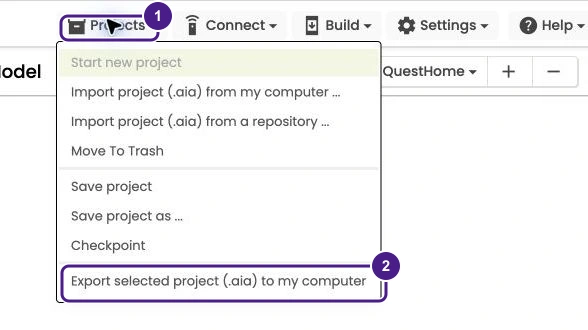 Projects 1 Connect Build Settings Help
Start new project
odel QuestHome + −
Import project (.aia) from my computer ...
Import project (.aia) from a repository ...
Move To Trash
Save project
Save project as ...
Checkpoint
2
Export selected project (.aia) to my computer